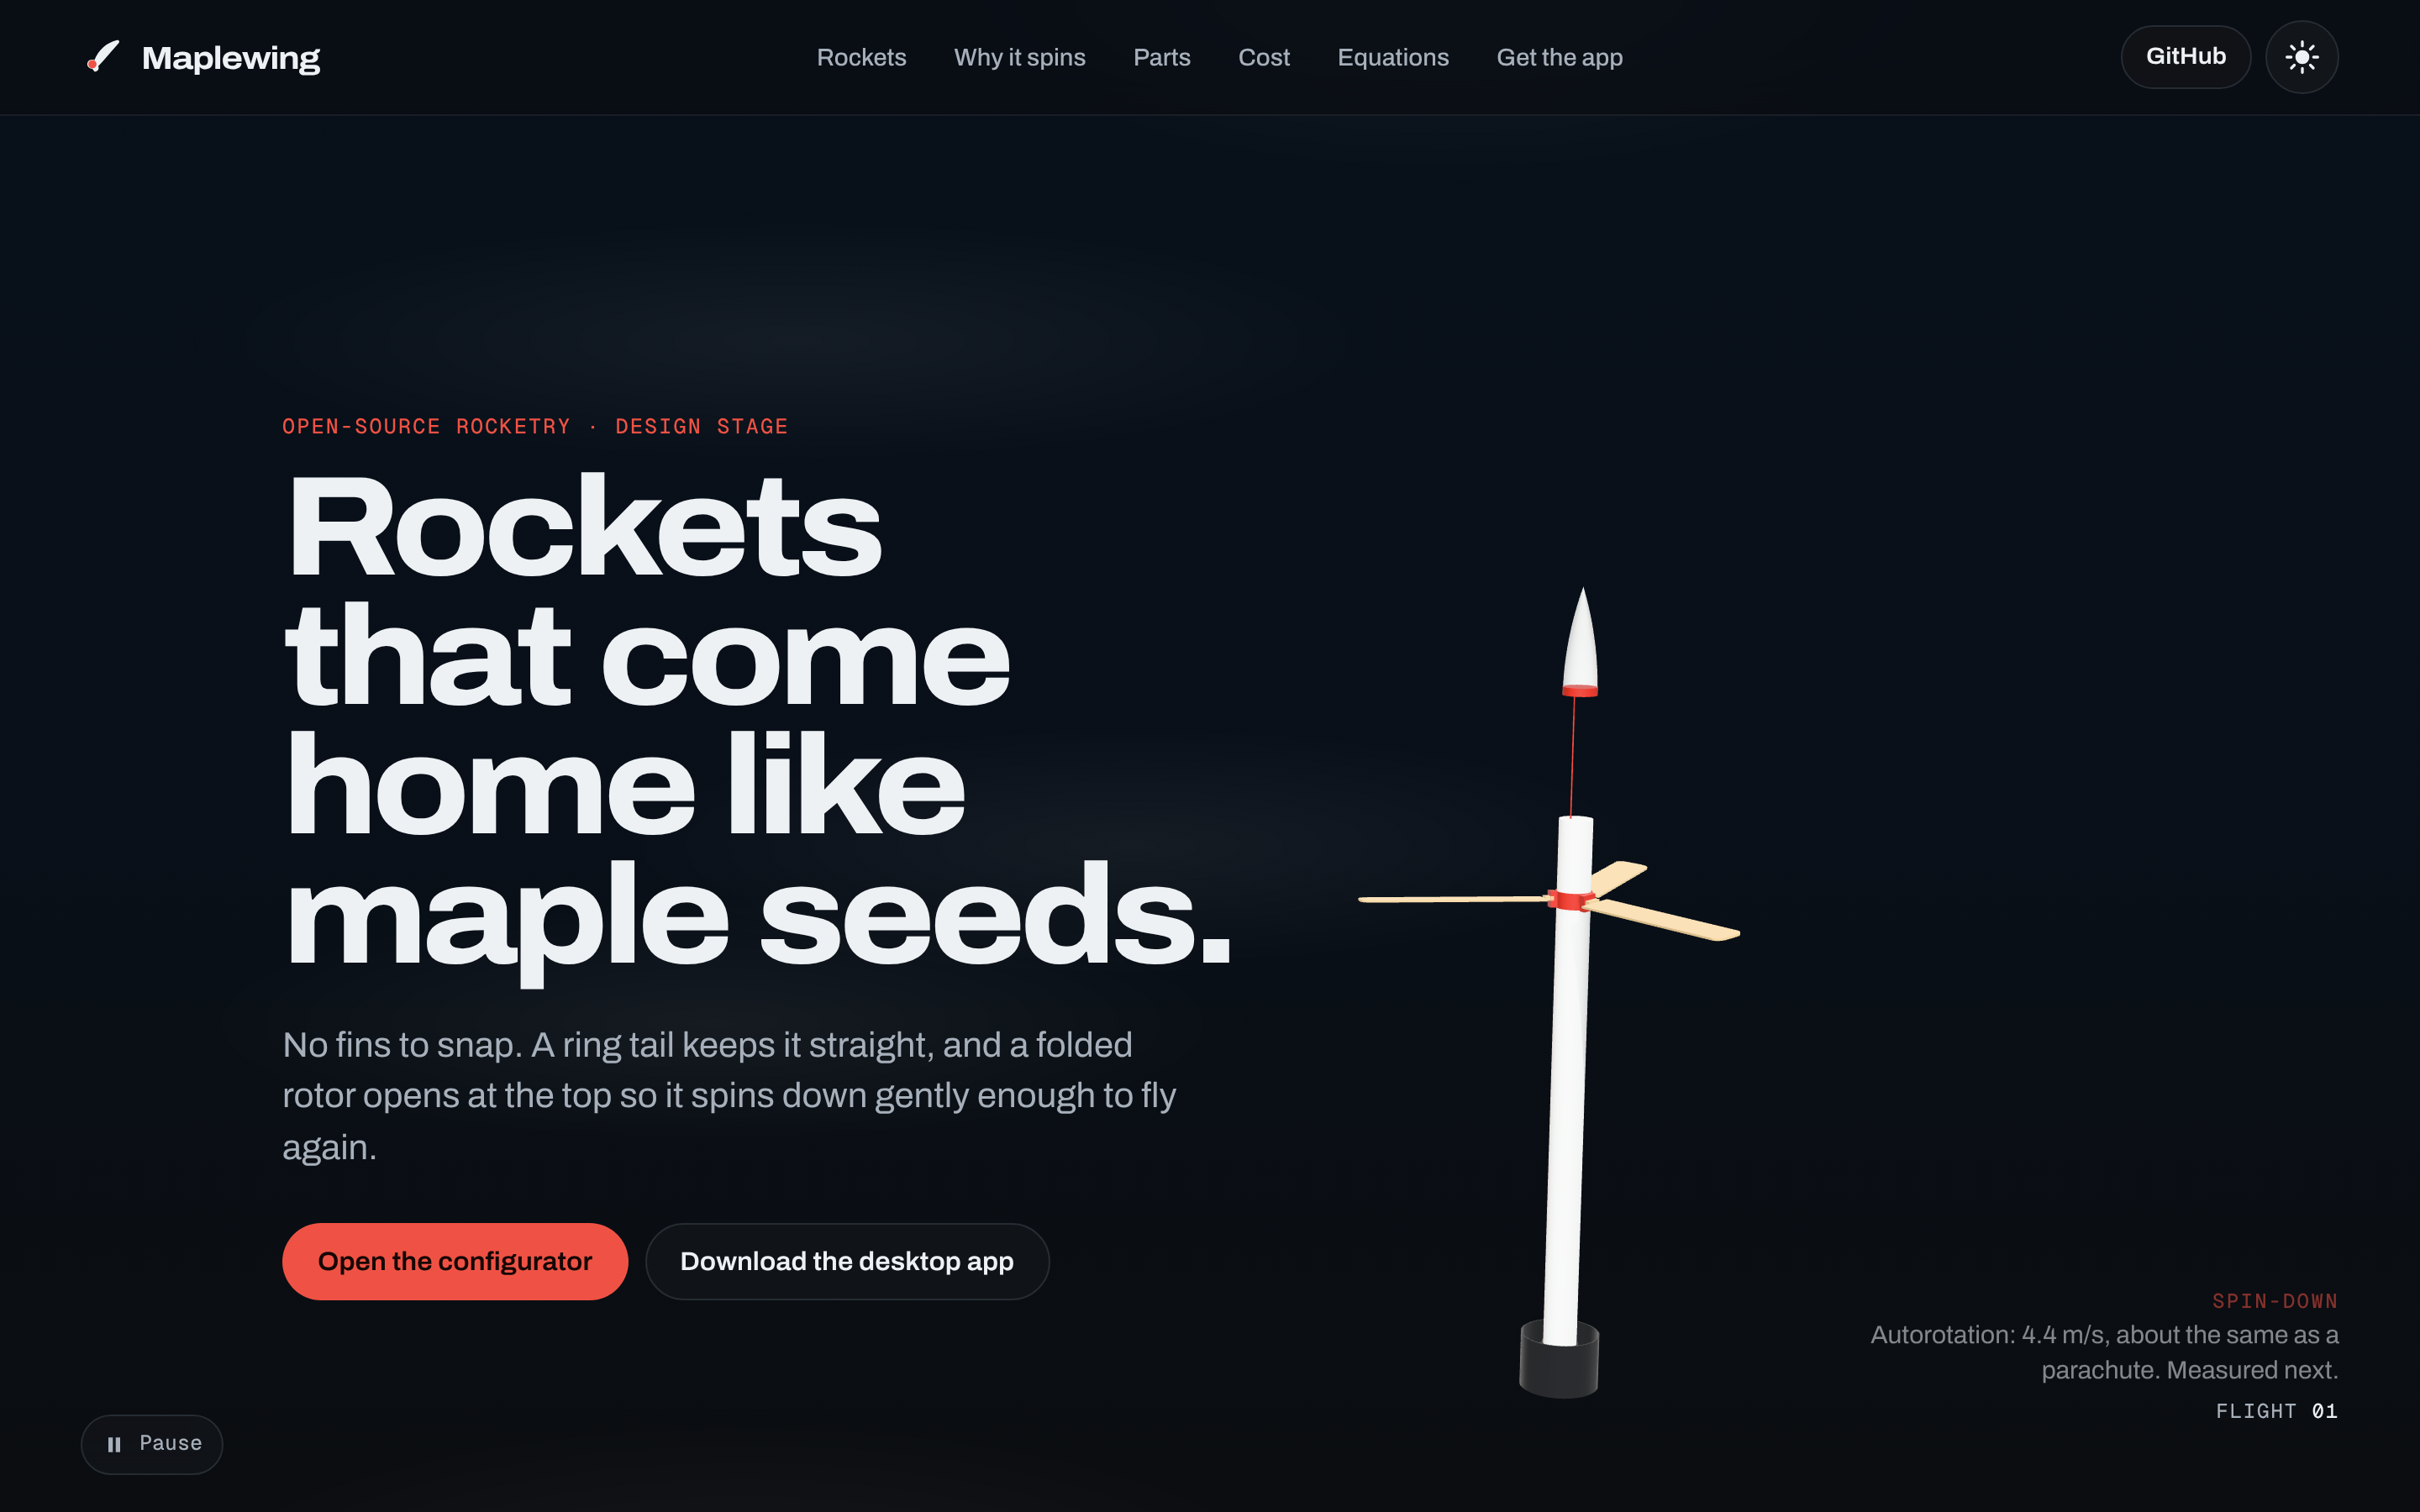 Maplewing
Rockets
Why it spins
Parts
Cost
Equations
Get the app
GitHub
OPEN-SOURCE ROCKETRY · DESIGN STAGE
Rockets
that come
home like
maple seeds.
No fins to snap. A ring tail keeps it straight, and a folded
rotor opens at the top so it spins down gently enough to fly
again.
Open the configurator
Download the desktop app
SPIN-DOWN
Autorotation: 4.4 m/s, about the same as a
parachute. Measured next.
FLIGHT 01
Pause